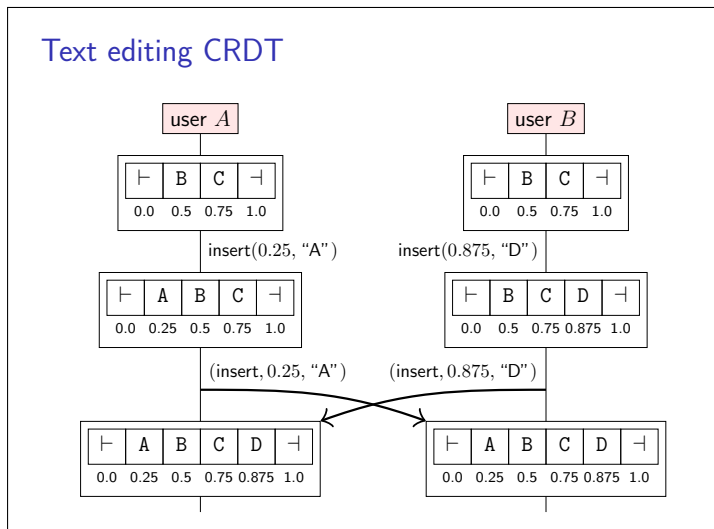 Text editing CRDT
user A user B
⊢ B C ⊣ ⊢ B C ⊣
0.0 0.5 0.75 1.0 0.0 0.5 0.75 1.0
insert(0.25, “A”) insert(0.875, “D”)
⊢ A B C ⊣ ⊢ B C D ⊣
0.0 0.25 0.5 0.75 1.0 0.0 0.5 0.75 0.875 1.0
(insert, 0.25, “A”) (insert, 0.875, “D”)
⊢ A B C D ⊣ ⊢ A B C D ⊣
0.0 0.25 0.5 0.75 0.875 1.0 0.0 0.25 0.5 0.75 0.875 1.0